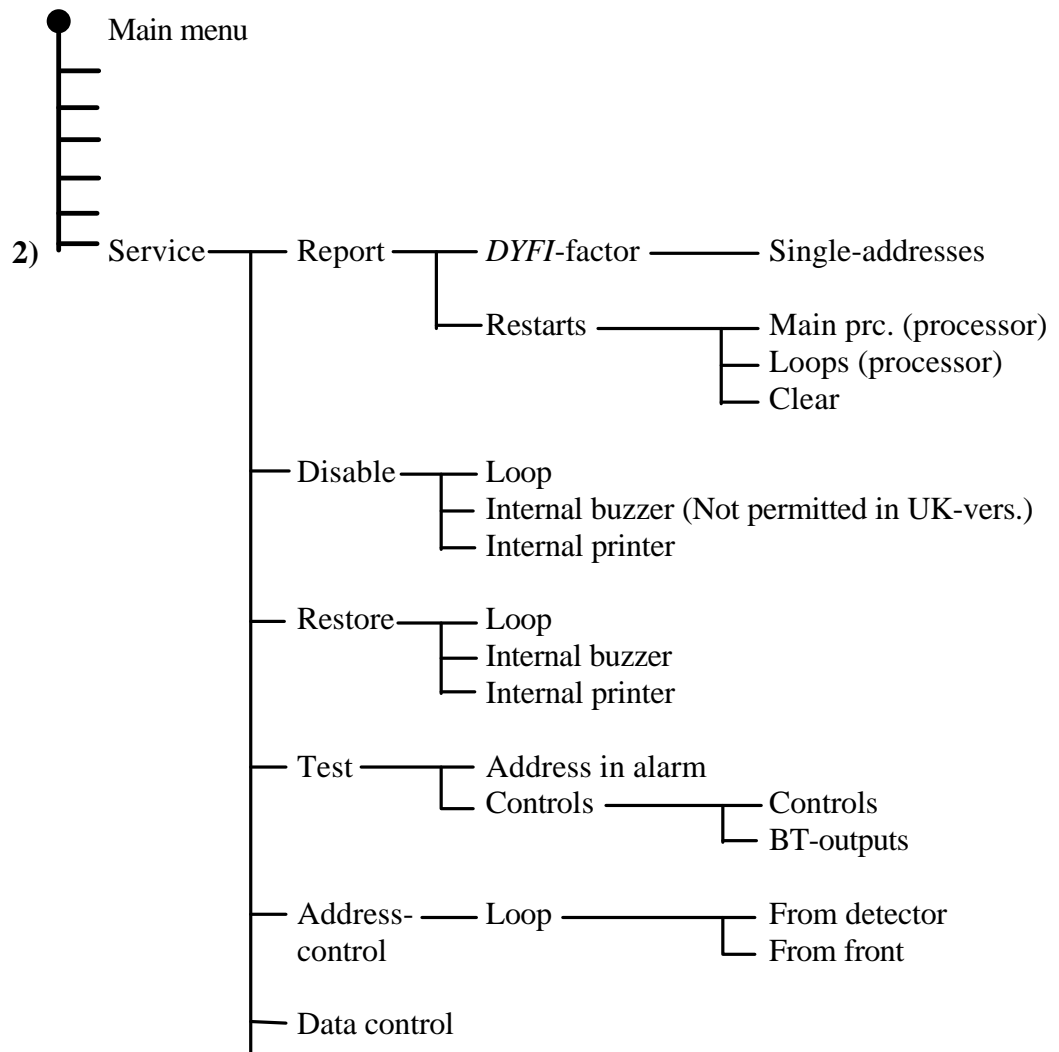 Main menu
2) Service Report DYFI-factor Single-addresses
Restarts Main prc. (processor)
Loops (processor)
Clear
Disable Loop
Internal buzzer (Not permitted in UK-vers.)
Internal printer
Restore Loop
Internal buzzer
Internal printer
Test Address in alarm
Controls Controls
BT-outputs
Address- Loop From detector
control From front
Data control